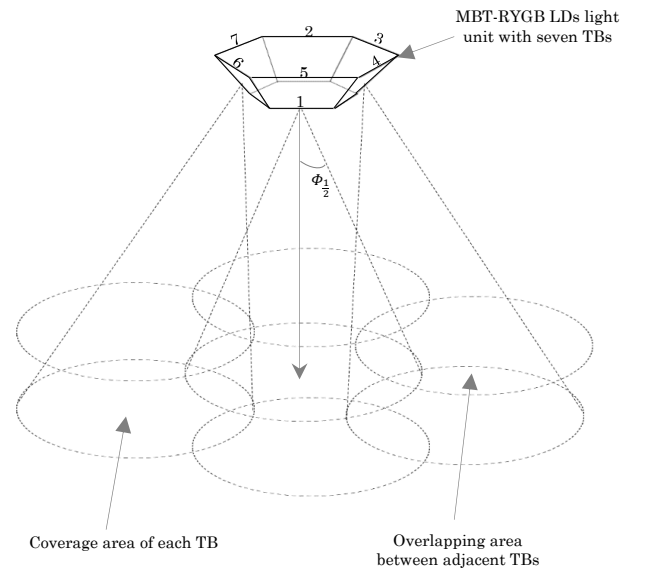 MBT-RYGB LDs light
unit with seven TBs
7
2
3
6
5
4
1
Φ1/2
Coverage area of each TB
Overlapping area
between adjacent TBs